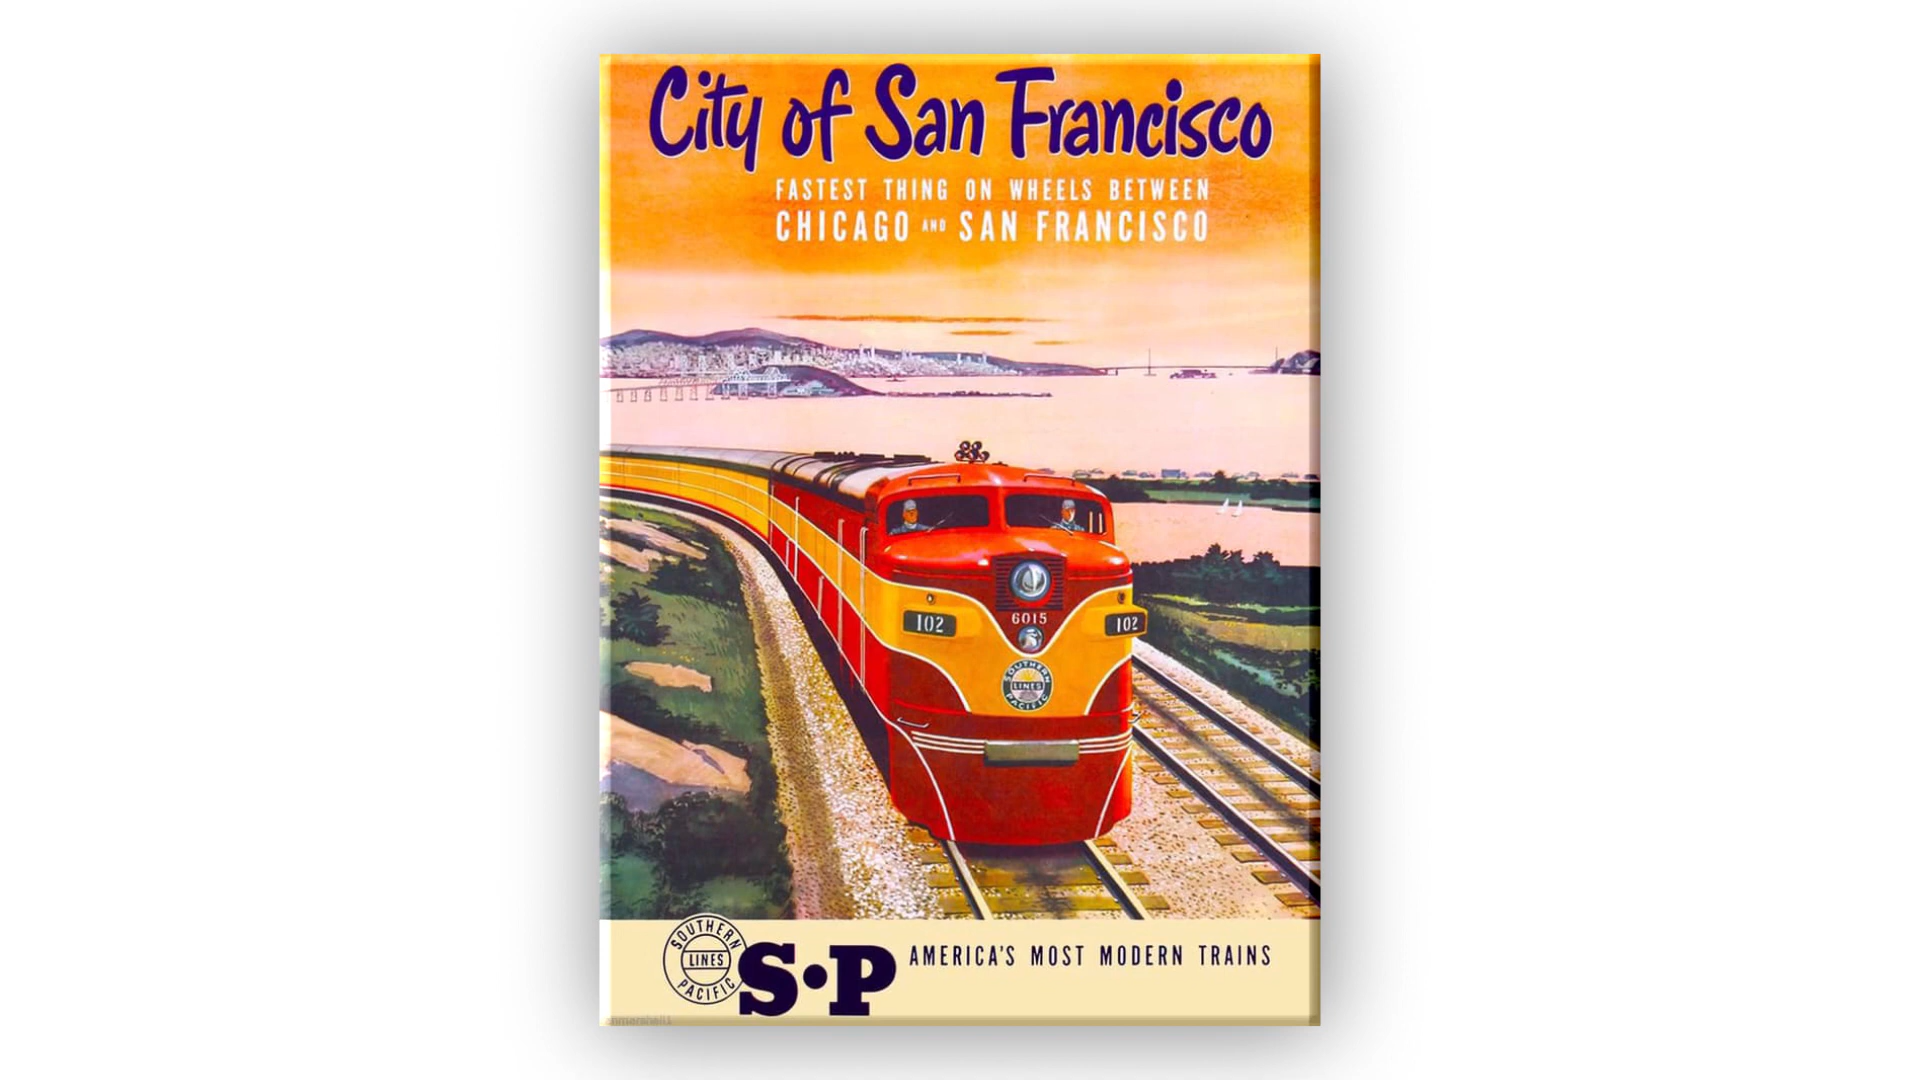 City of San Francisco
FASTEST THING ON WHEELS BETWEEN
CHICAGO AND SAN FRANCISCO
102
6015
102
SOUTHERN
LINES
PACIFIC
SOUTHERN
LINES
PACIFIC
S·P
AMERICA'S MOST MODERN TRAINS